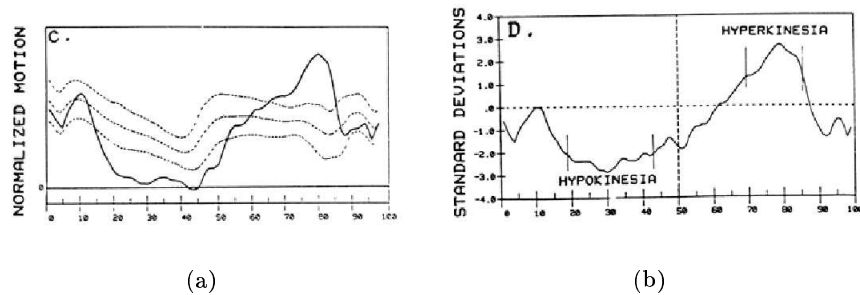 C.
NORMALIZED MOTION
0
0 10 20 30 40 50 60 70 80 90 100
(a)
D.
STANDARD DEVIATIONS
4.0
3.0
2.0
1.0
.0
-1.0
-2.0
-3.0
-4.0
HYPERKINESIA
HYPOKINESIA
0 10 20 30 40 50 60 70 80 90 100
(b)